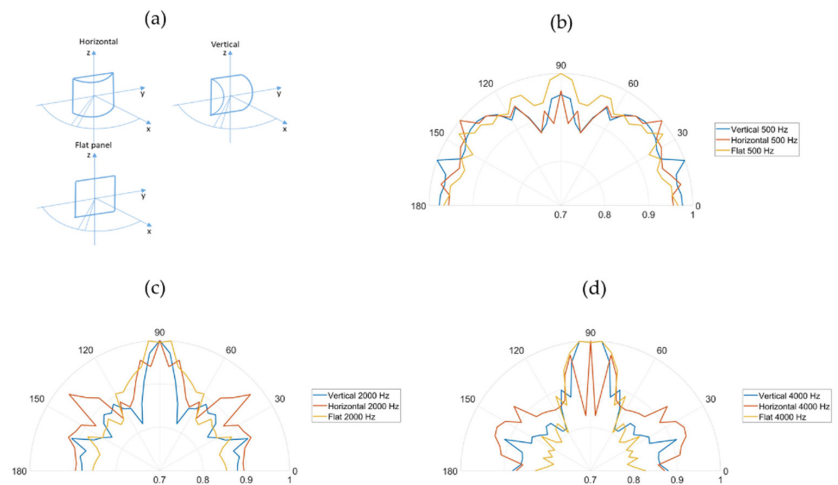 (a)
Horizontal
z
y
x
Vertical
z
y
x
Flat panel
z
y
x
(b)
90
120
60
150
30
180
0
0.7
0.8
0.9
1
Vertical 500 Hz
Horizontal 500 Hz
Flat 500 Hz
(c)
90
120
60
150
30
180
0
0.7
0.8
0.9
1
Vertical 2000 Hz
Horizontal 2000 Hz
Flat 2000 Hz
(d)
90
120
60
150
30
180
0
0.7
0.8
0.9
1
Vertical 4000 Hz
Horizontal 4000 Hz
Flat 4000 Hz